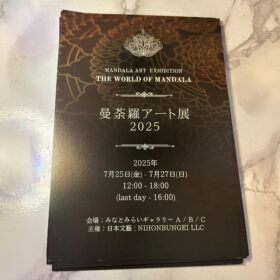 MANDALA ART EXHIBITION
THE WORLD OF MANDALA
曼荼羅アート展
2025
2025年
7月25日(金) - 7月27日(日)
12:00 - 18:00
(last day - 16:00)
会場：みなとみらいギャラリー A / B / C
主催：日本文藝 | NIHONBUNGEI LLC